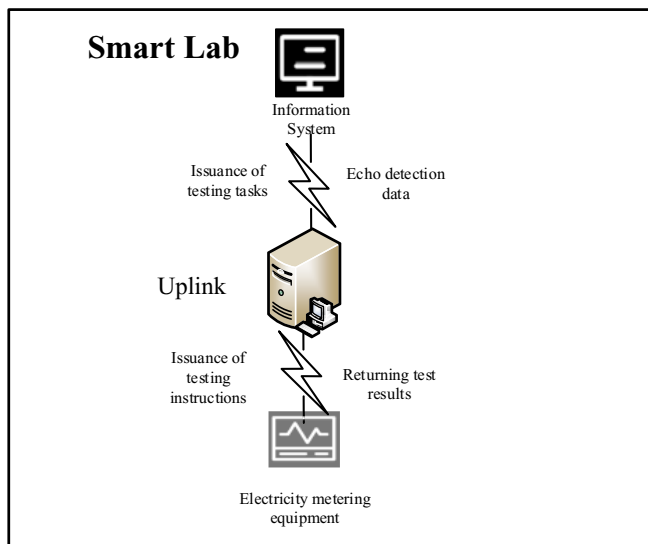 Smart Lab
Information
System
Issuance of
testing tasks
Echo detection
data
Uplink
Issuance of
testing
instructions
Returning test
results
Electricity metering
equipment